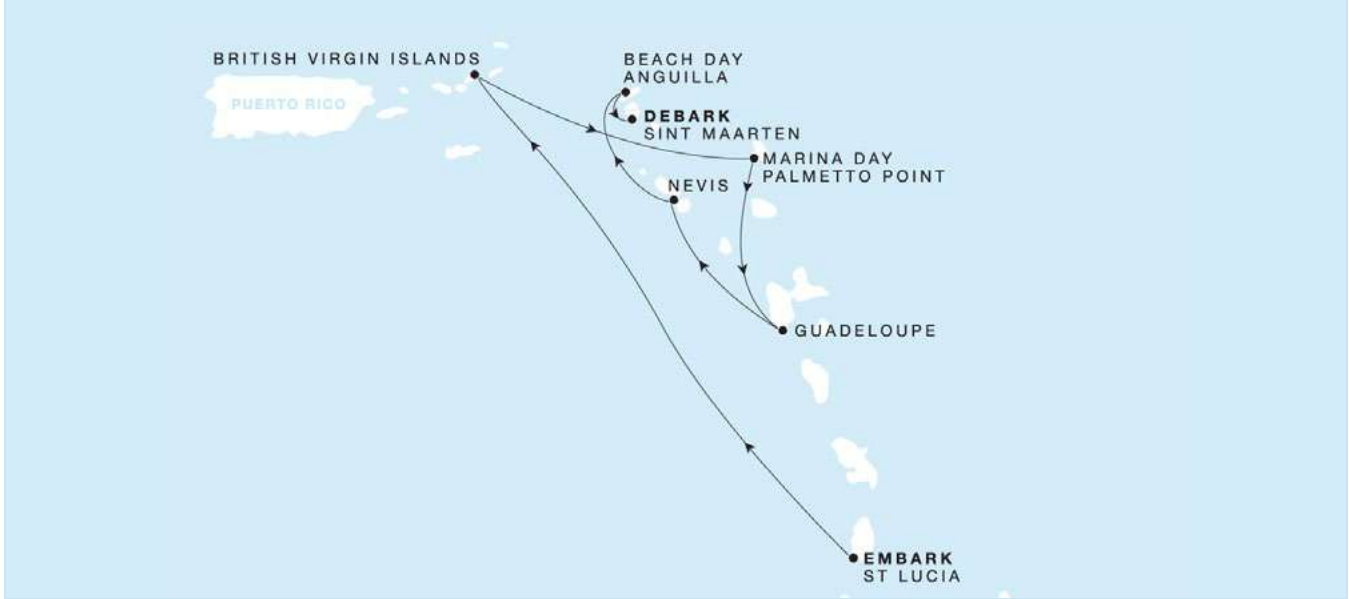 BRITISH VIRGIN ISLANDS
BEACH DAY
ANGUILLA
PUERTO RICO
DEBARK
SINT MAARTEN
MARINA DAY
PALMETTO POINT
NEVIS
GUADELOUPE
EMBARK
ST LUCIA